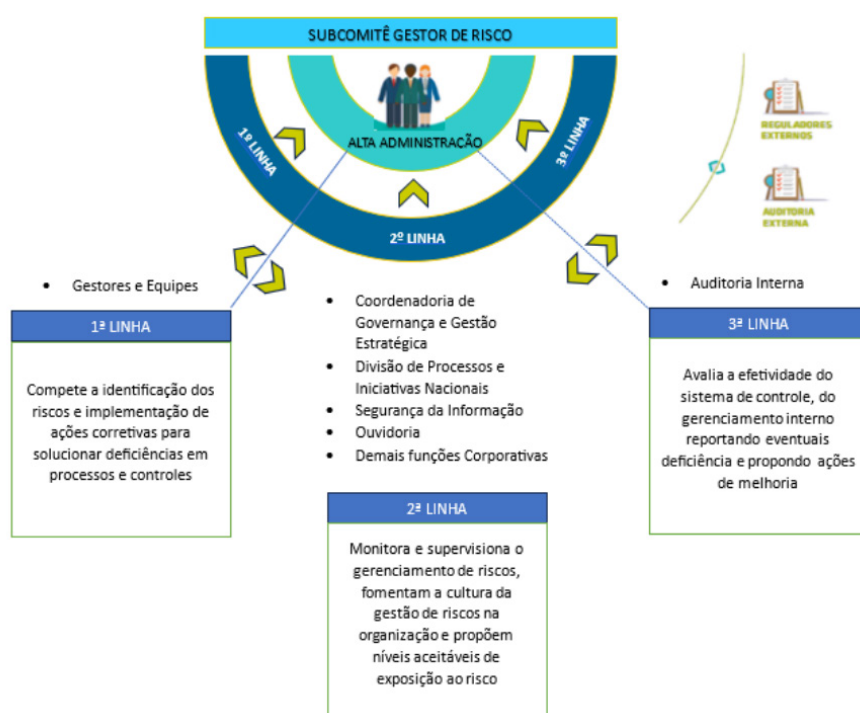 SUBCOMITÊ GESTOR DE RISCO
ALTA ADMINISTRAÇÃO
1º LINHA
2º LINHA
3º LINHA
REGULADORES
EXTERNOS
AUDITORIA
EXTERNA
• Gestores e Equipes
1ª LINHA
Compete a identificação dos
riscos e implementação de
ações corretivas para
solucionar deficiências em
processos e controles
• Coordenadoria de
Governança e Gestão
Estratégica
• Divisão de Processos e
Iniciativas Nacionais
• Segurança da Informação
• Ouvidoria
• Demais funções Corporativas
2ª LINHA
Monitora e supervisiona o
gerenciamento de riscos,
fomentam a cultura da
gestão de riscos na
organização e propõem
níveis aceitáveis de
exposição ao risco
• Auditoria Interna
3ª LINHA
Avalia a efetividade do
sistema de controle, do
gerenciamento interno
reportando eventuais
deficiência e propondo ações
de melhoria